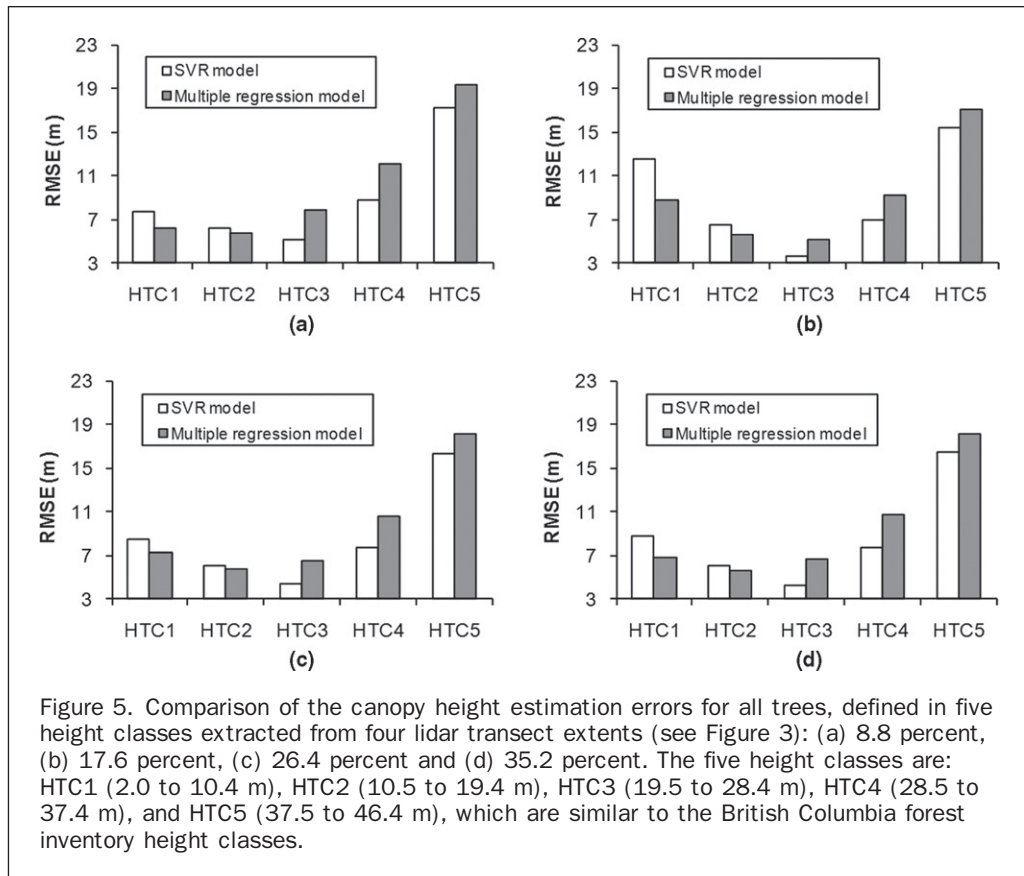 23
19
15
11
7
3
RMSE (m)
SVR model
Multiple regression model
HTC1 HTC2 HTC3 HTC4 HTC5
(a)
23
19
15
11
7
3
RMSE (m)
SVR model
Multiple regression model
HTC1 HTC2 HTC3 HTC4 HTC5
(b)
23
19
15
11
7
3
RMSE (m)
SVR model
Multiple regression model
HTC1 HTC2 HTC3 HTC4 HTC5
(c)
23
19
15
11
7
3
RMSE (m)
SVR model
Multiple regression model
HTC1 HTC2 HTC3 HTC4 HTC5
(d)
Figure 5. Comparison of the canopy height estimation errors for all trees, defined in five
height classes extracted from four lidar transect extents (see Figure 3): (a) 8.8 percent,
(b) 17.6 percent, (c) 26.4 percent and (d) 35.2 percent. The five height classes are:
HTC1 (2.0 to 10.4 m), HTC2 (10.5 to 19.4 m), HTC3 (19.5 to 28.4 m), HTC4 (28.5 to
37.4 m), and HTC5 (37.5 to 46.4 m), which are similar to the British Columbia forest
inventory height classes.